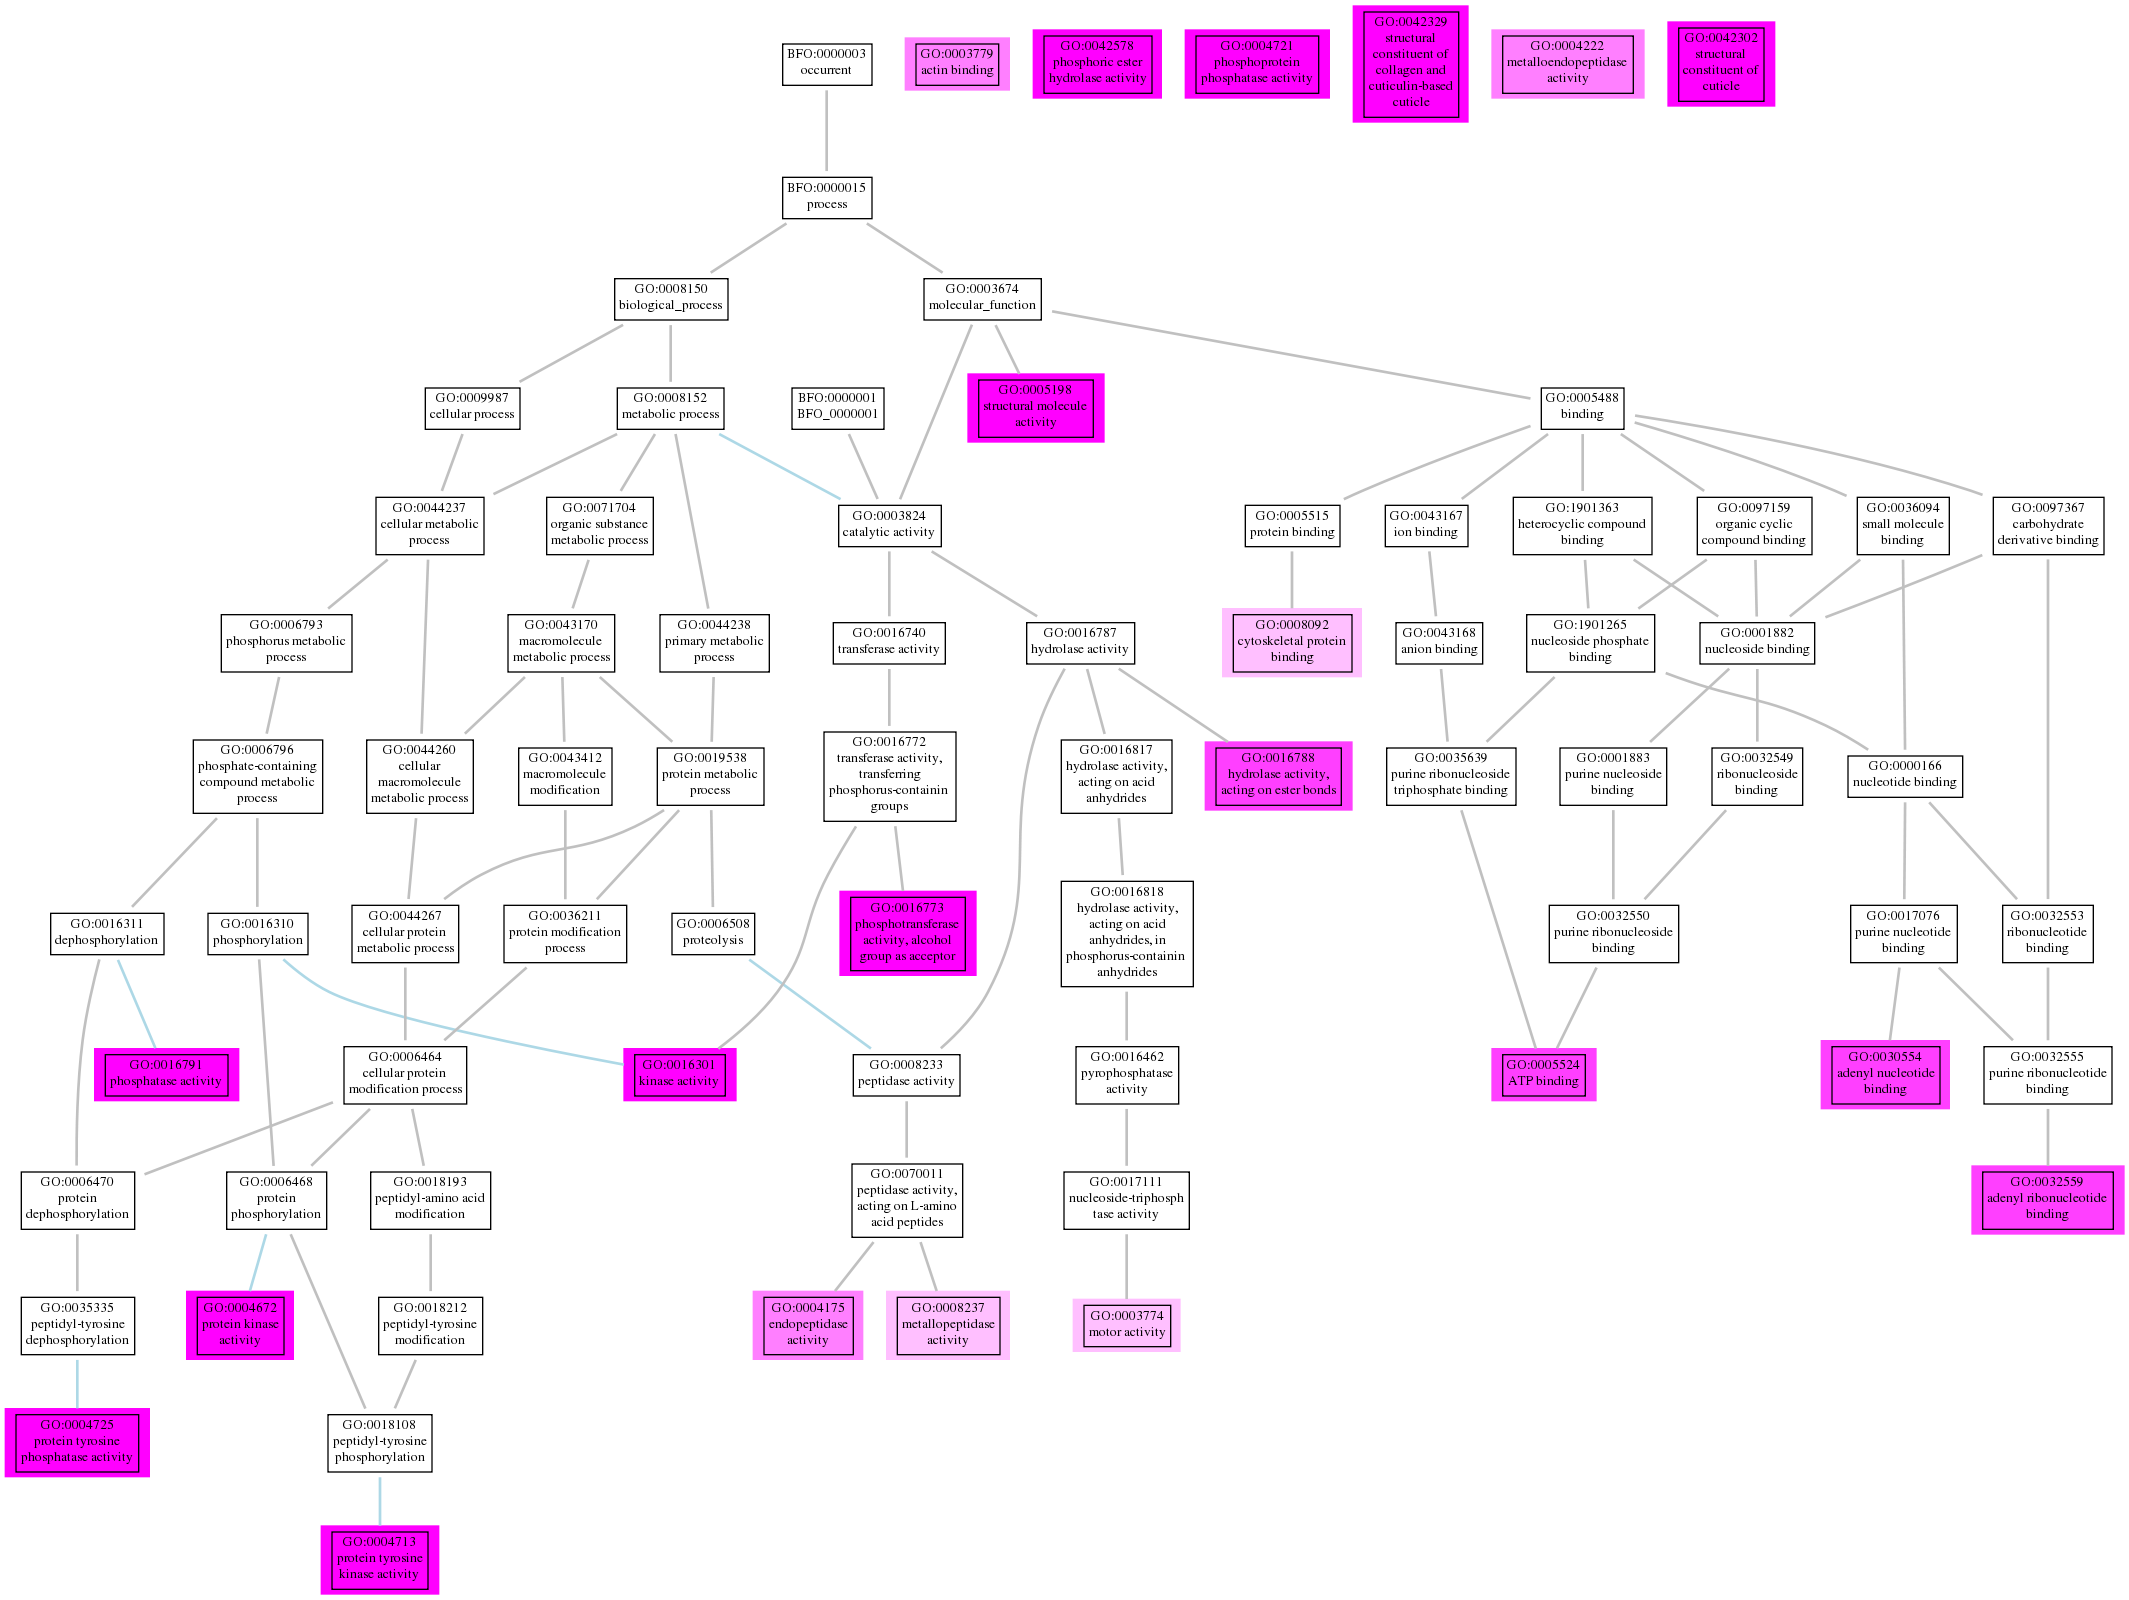 BFO:0000003
occurrent
GO:0003779
actin binding
GO:0042578
phosphoric ester
hydrolase activity
GO:0004721
phosphoprotein
phosphatase activity
GO:0042329
structural
constituent of
collagen and
cuticulin-based
cuticle
GO:0004222
metalloendopeptidase
activity
GO:0042302
structural
constituent of
cuticle
BFO:0000015
process
GO:0008150
biological_process
GO:0003674
molecular_function
GO:0009987
cellular process
GO:0008152
metabolic process
BFO:0000001
BFO_0000001
GO:0005198
structural molecule
activity
GO:0005488
binding
GO:0044237
cellular metabolic
process
GO:0071704
organic substance
metabolic process
GO:0003824
catalytic activity
GO:0005515
protein binding
GO:0043167
ion binding
GO:1901363
heterocyclic compound
binding
GO:0097159
organic cyclic
compound binding
GO:0036094
small molecule
binding
GO:0097367
carbohydrate
derivative binding
GO:0006793
phosphorus metabolic
process
GO:0043170
macromolecule
metabolic process
GO:0044238
primary metabolic
process
GO:0016740
transferase activity
GO:0016787
hydrolase activity
GO:0008092
cytoskeletal protein
binding
GO:0043168
anion binding
GO:1901265
nucleoside phosphate
binding
GO:0001882
nucleoside binding
GO:0006796
phosphate-containing
compound metabolic
process
GO:0044260
cellular
macromolecule
metabolic process
GO:0043412
macromolecule
modification
GO:0019538
protein metabolic
process
GO:0016772
transferase activity,
transferring
phosphorus-containin
groups
GO:0016817
hydrolase activity,
acting on acid
anhydrides
GO:0016788
hydrolase activity,
acting on ester bonds
GO:0035639
purine ribonucleoside
triphosphate binding
GO:0001883
purine nucleoside
binding
GO:0032549
ribonucleoside
binding
GO:0000166
nucleotide binding
GO:0016311
dephosphorylation
GO:0016310
phosphorylation
GO:0044267
cellular protein
metabolic process
GO:0036211
protein modification
process
GO:0006508
proteolysis
GO:0016773
phosphotransferase
activity, alcohol
group as acceptor
GO:0016818
hydrolase activity,
acting on acid
anhydrides, in
phosphorus-containin
anhydrides
GO:0032550
purine ribonucleoside
binding
GO:0017076
purine nucleotide
binding
GO:0032553
ribonucleotide
binding
GO:0016791
phosphatase activity
GO:0006464
cellular protein
modification process
GO:0016301
kinase activity
GO:0008233
peptidase activity
GO:0016462
pyrophosphatase
activity
GO:0005524
ATP binding
GO:0030554
adenyl nucleotide
binding
GO:0032555
purine ribonucleotide
binding
GO:0006470
protein
dephosphorylation
GO:0006468
protein
phosphorylation
GO:0018193
peptidyl-amino acid
modification
GO:0070011
peptidase activity,
acting on L-amino
acid peptides
GO:0017111
nucleoside-triphosph
tase activity
GO:0032559
adenyl ribonucleotide
binding
GO:0035335
peptidyl-tyrosine
dephosphorylation
GO:0004672
protein kinase
activity
GO:0018212
peptidyl-tyrosine
modification
GO:0004175
endopeptidase
activity
GO:0008237
metallopeptidase
activity
GO:0003774
motor activity
GO:0004725
protein tyrosine
phosphatase activity
GO:0018108
peptidyl-tyrosine
phosphorylation
GO:0004713
protein tyrosine
kinase activity